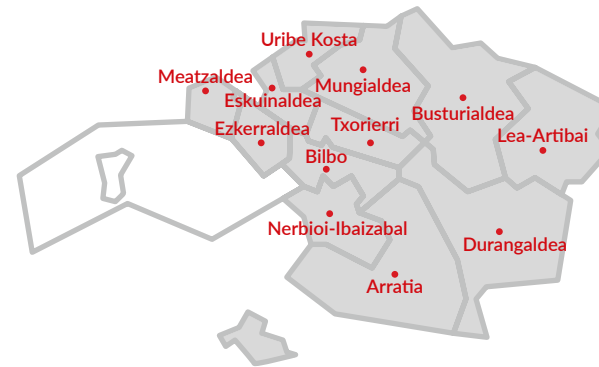 Uribe Kosta
Meatzaldea
Mungialdea
Eskuinaldea
Busturialdea
Txorierri
Ezkerraldea
Lea-Artibai
Bilbo
Nerbioi-Ibaizabal
Durangaldea
Arratia